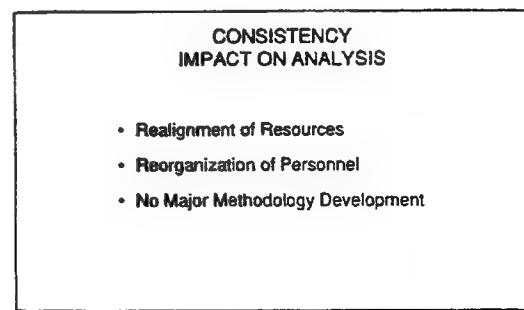 CONSISTENCY
IMPACT ON ANALYSIS
• Realignment of Resources
• Reorganization of Personnel
• No Major Methodology Development